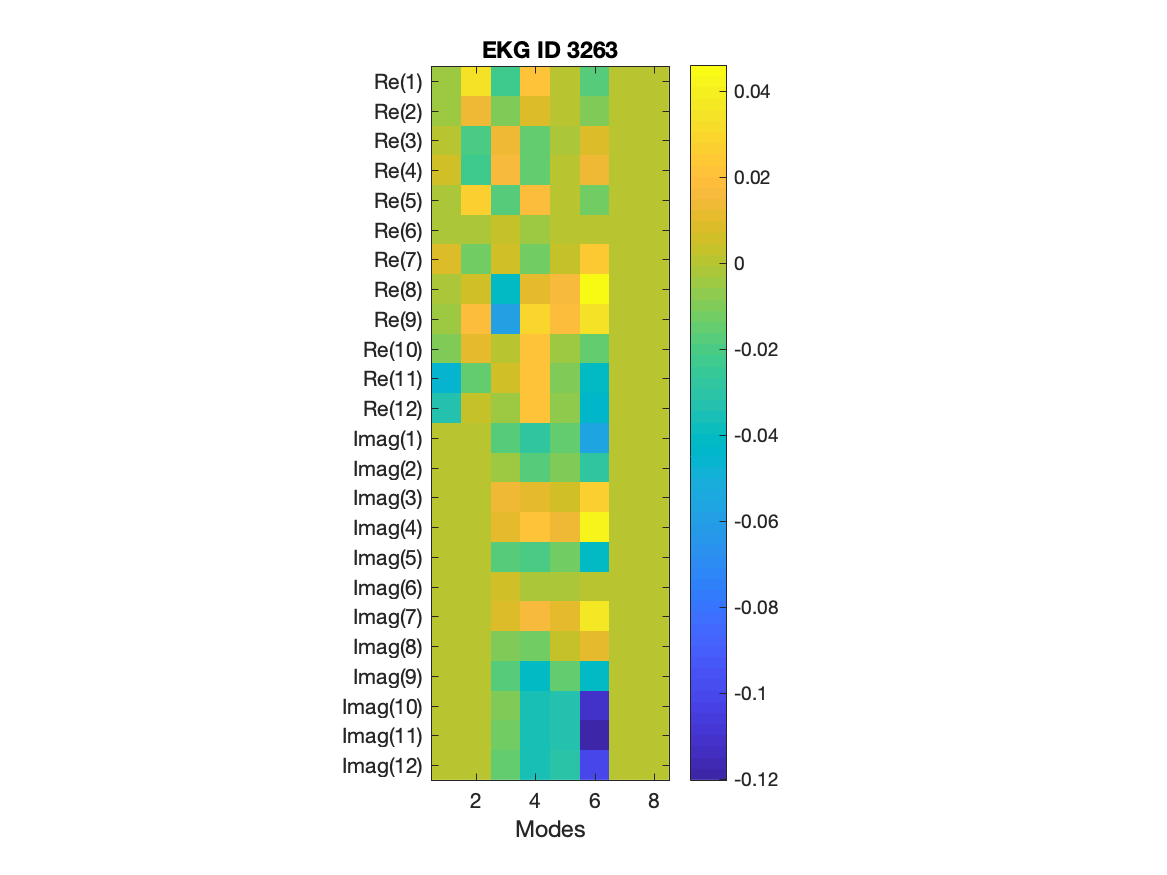 EKG ID 3263
Re(1)
Re(2)
Re(3)
Re(4)
Re(5)
Re(6)
Re(7)
Re(8)
Re(9)
Re(10)
Re(11)
Re(12)
Imag(1)
Imag(2)
Imag(3)
Imag(4)
Imag(5)
Imag(6)
Imag(7)
Imag(8)
Imag(9)
Imag(10)
Imag(11)
Imag(12)
2 4 6 8
Modes
0.04
0.02
0
-0.02
-0.04
-0.06
-0.08
-0.1
-0.12